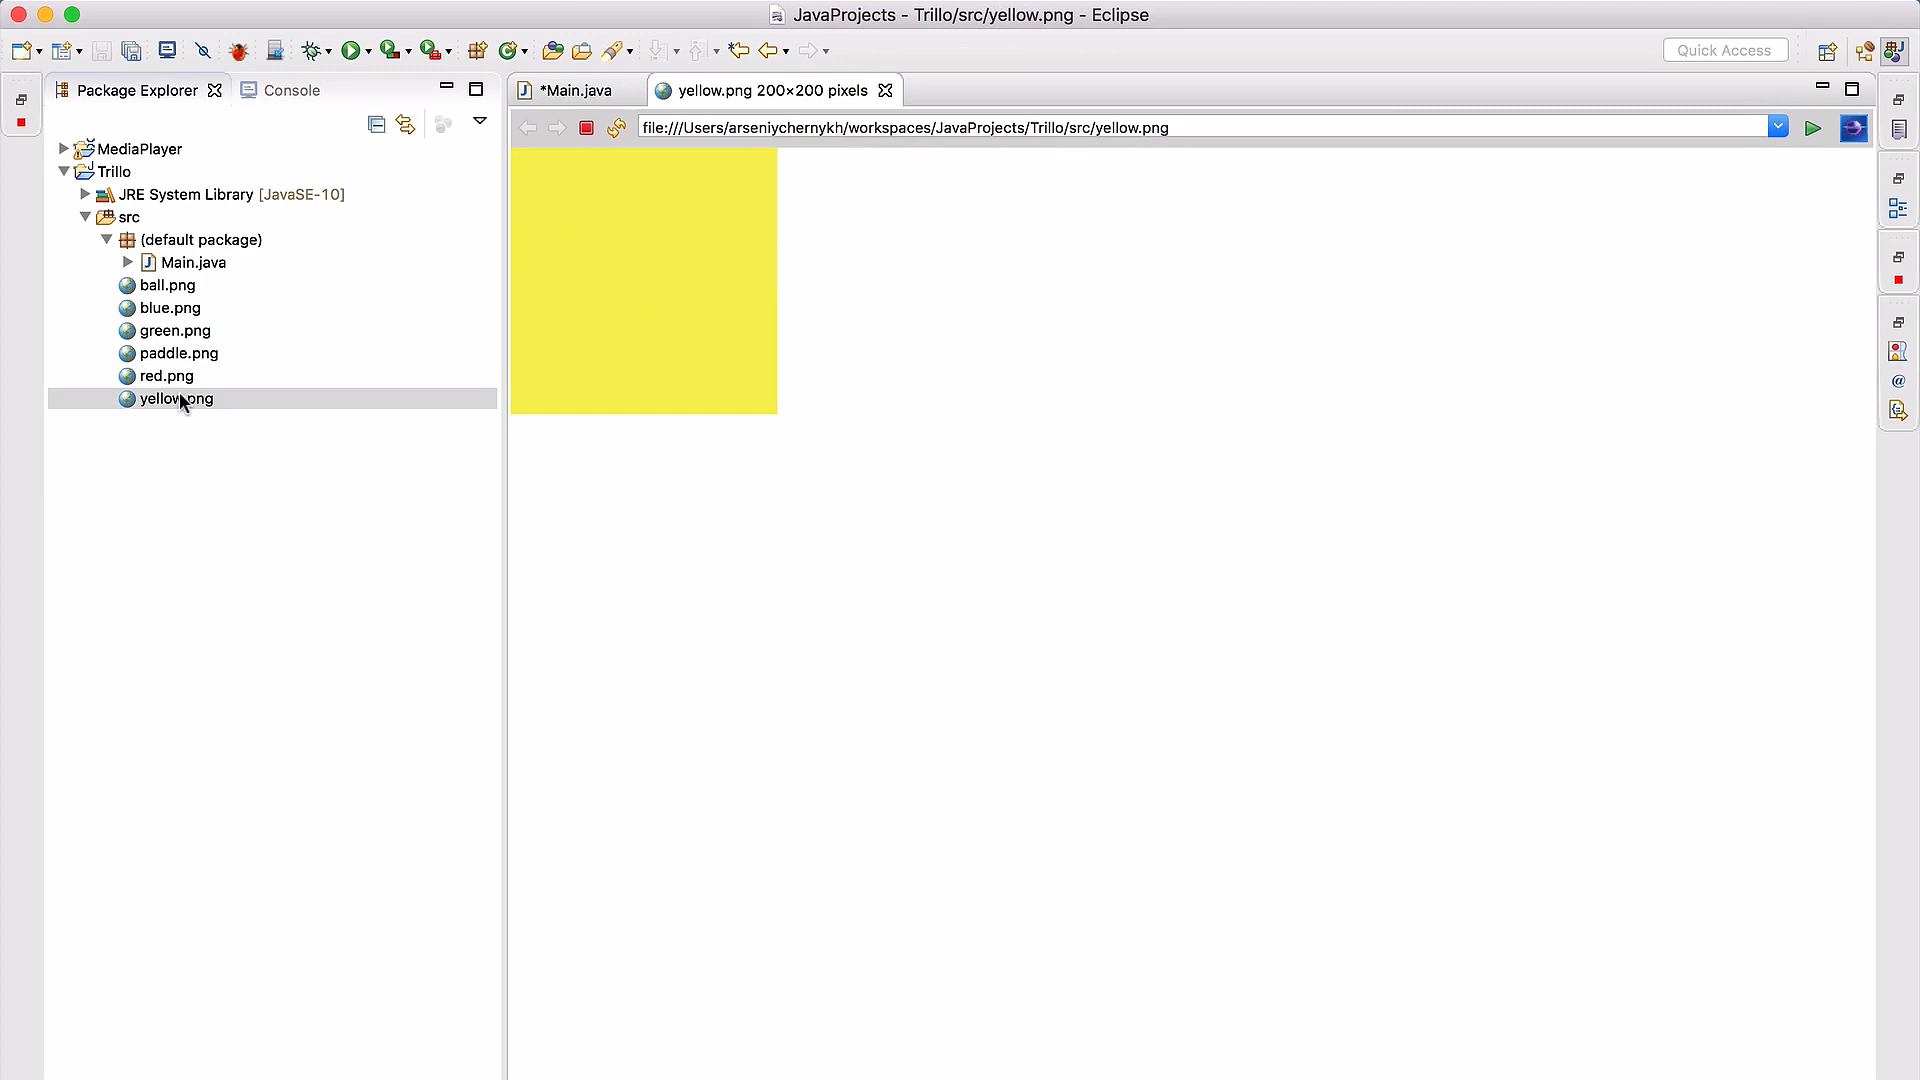 JavaProjects - Trillo/src/yellow.png - Eclipse
Quick Access
Package Explorer
Console
*Main.java
yellow.png 200×200 pixels
file:///Users/arseniychernykh/workspaces/JavaProjects/Trillo/src/yellow.png
MediaPlayer
Trillo
JRE System Library [JavaSE-10]
src
(default package)
Main.java
ball.png
blue.png
green.png
paddle.png
red.png
yellow.png